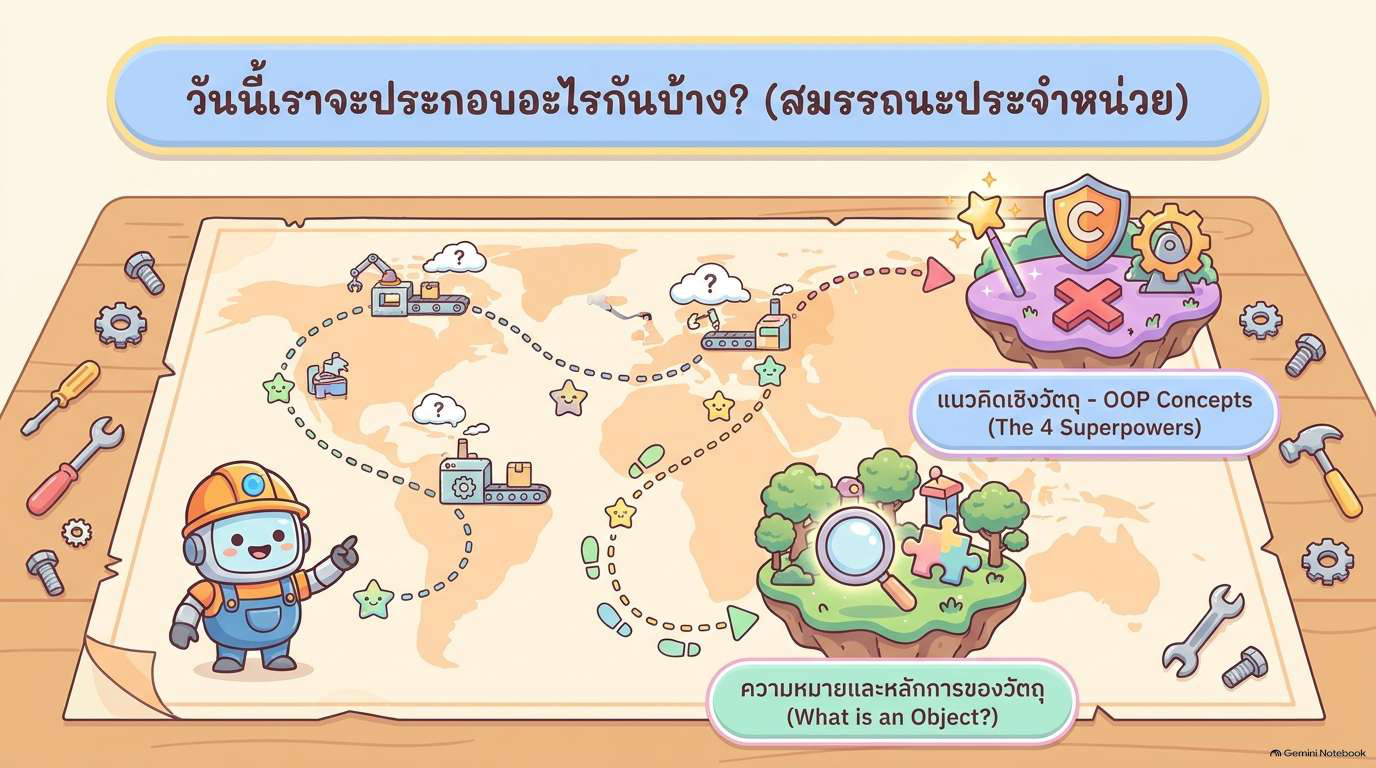 วันนี้เราจะประกอบอะไรกันบ้าง? (สมรรถนะประจำหน่วย)
?
?
?
C
แนวคิดเชิงวัตถุ - OOP Concepts
(The 4 Superpowers)
ความหมายและหลักการของวัตถุ
(What is an Object?)
Gemini Notebook